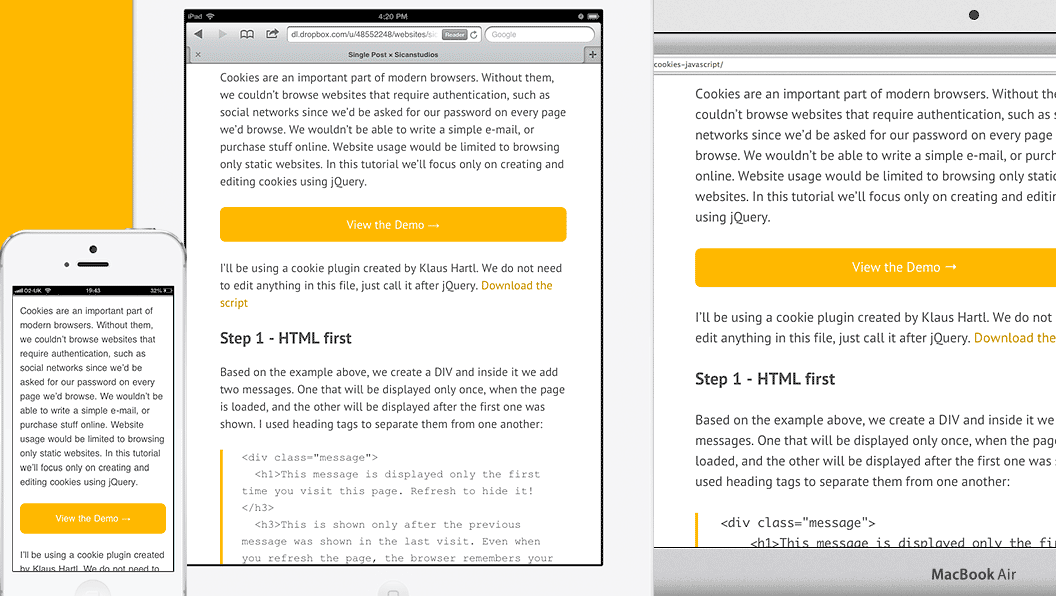 O2-UK 19:43 32%
Cookies are an important part of
modern browsers. Without them,
we couldn't browse websites that
require authentication, such as
social networks since we'd be
asked for our password on every
page we'd browse. We wouldn't be
able to write a simple e-mail, or
purchase stuff online. Website
usage would be limited to browsing
only static websites. In this tutorial
we'll focus only on creating and
editing cookies using jQuery.
View the Demo →
I'll be using a cookie plugin created
by Klaus Hartl. We do not need to
iPad 4:20 PM
dl.dropbox.com/u/48552248/websites/si Reader Google
Single Post × Sicanstudios
Cookies are an important part of modern browsers. Without them,
we couldn't browse websites that require authentication, such as
social networks since we'd be asked for our password on every page
we'd browse. We wouldn't be able to write a simple e-mail, or
purchase stuff online. Website usage would be limited to browsing
only static websites. In this tutorial we'll focus only on creating and
editing cookies using jQuery.
View the Demo →
I'll be using a cookie plugin created by Klaus Hartl. We do not need
to edit anything in this file, just call it after jQuery. Download the
script
Step 1 - HTML first
Based on the example above, we create a DIV and inside it we add
two messages. One that will be displayed only once, when the page
is loaded, and the other will be displayed after the first one was
shown. I used heading tags to separate them from one another:
<div class="message">
<h1>This message is displayed only the first
time you visit this page. Refresh to hide it!
</h3>
<h3>This is shown only after the previous
message was shown in the last visit. Even when
you refresh the page, the browser remembers your
cookies-javascript/
Cookies are an important part of modern browsers. Without the
couldn't browse websites that require authentication, such as s
networks since we'd be asked for our password on every page
browse. We wouldn't be able to write a simple e-mail, or purch
online. Website usage would be limited to browsing only static
websites. In this tutorial we'll focus only on creating and editin
using jQuery.
View the Demo →
I'll be using a cookie plugin created by Klaus Hartl. We do not
edit anything in this file, just call it after jQuery. Download the
Step 1 - HTML first
Based on the example above, we create a DIV and inside it we
messages. One that will be displayed only once, when the pag
loaded, and the other will be displayed after the first one was
used heading tags to separate them from one another:
<div class="message">
<h1>This message is displayed only the first
MacBook Air